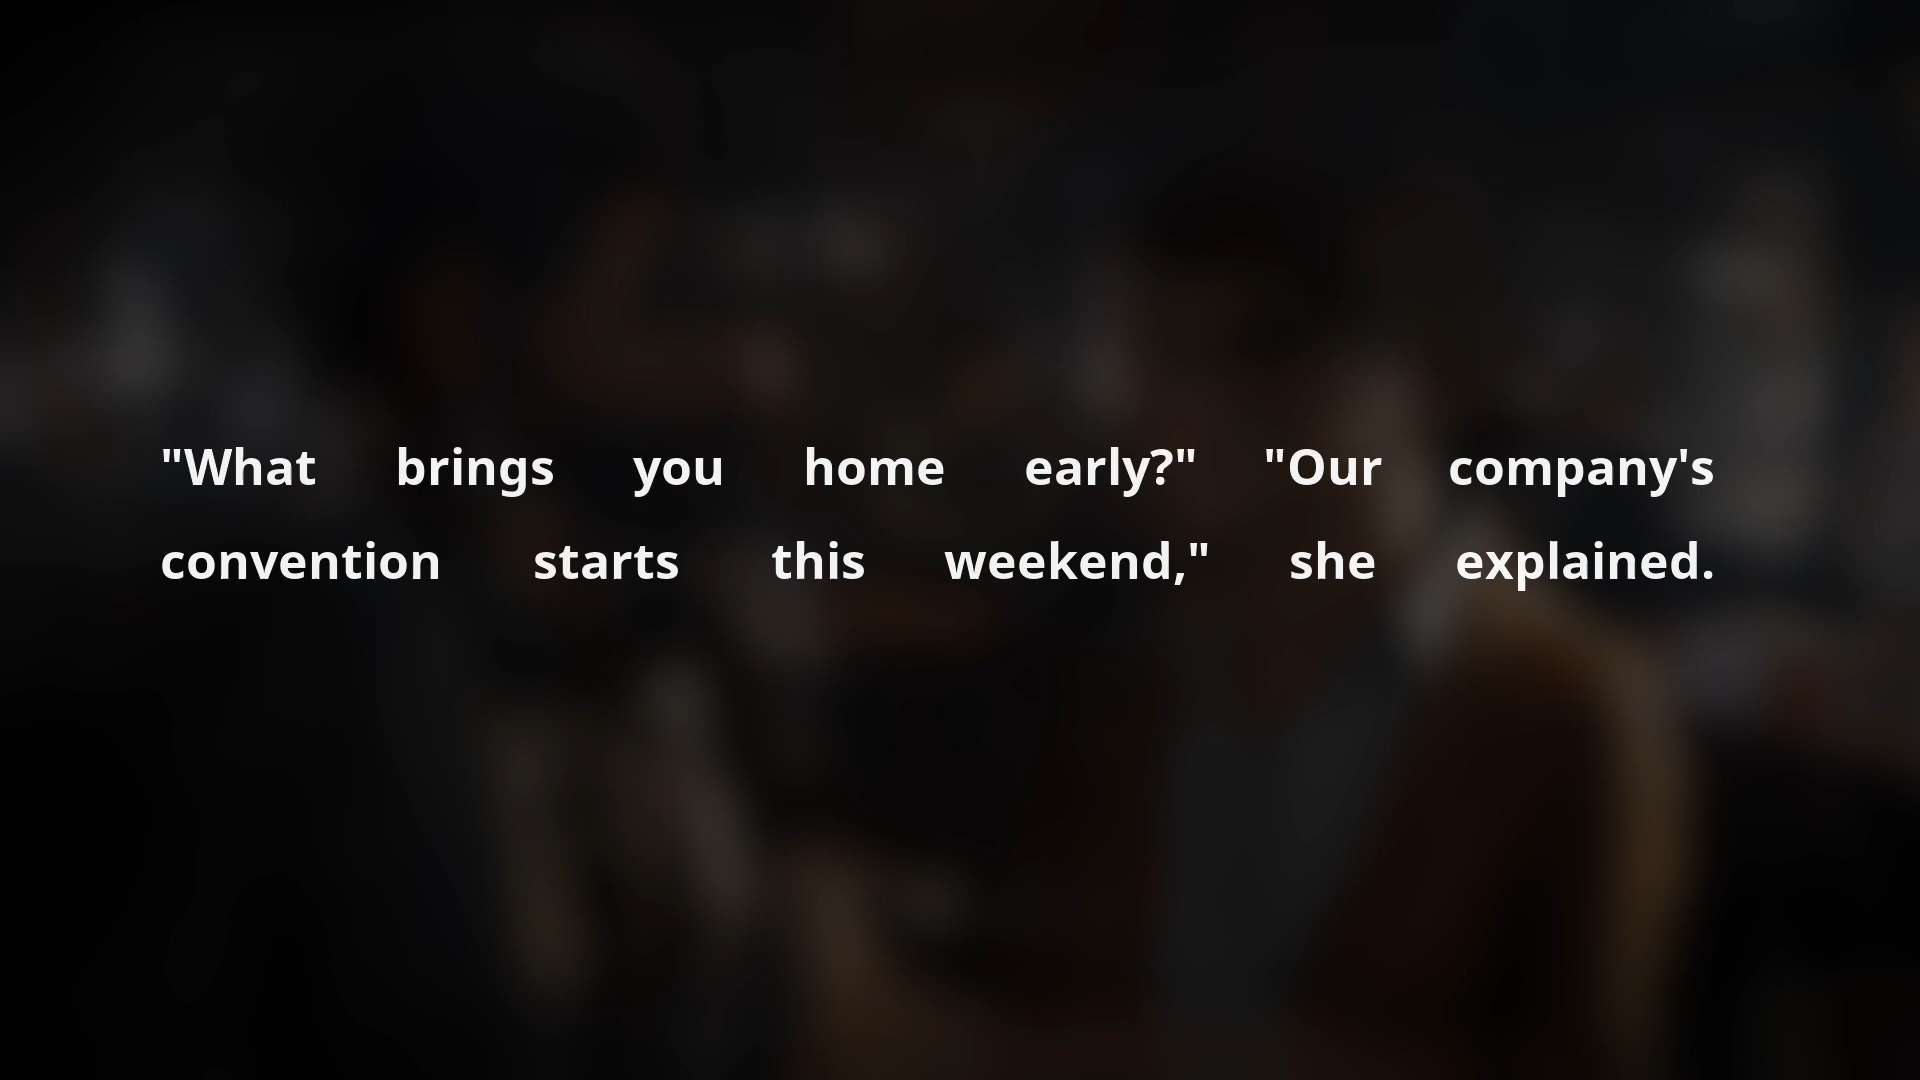 "What brings you home early?" "Our company's
convention starts this weekend," she explained.